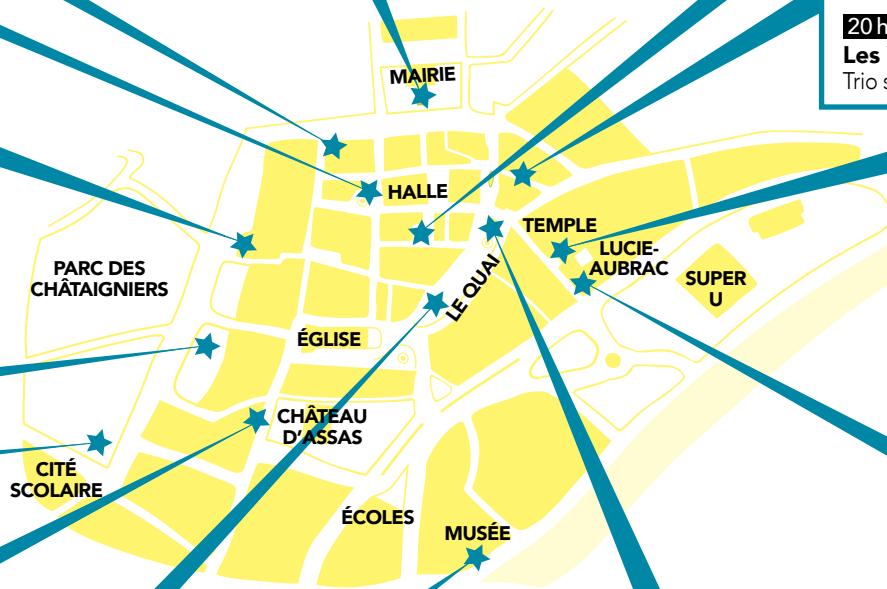 20 h
Les
Trio
MAIRIE
HALLE
TEMPLE
LUCIE-
AUBRAC
PARC DES
CHÂTAIGNIERS
SUPER
U
LE QUAI
ÉGLISE
CHÂTEAU
D'ASSAS
CITÉ
SCOLAIRE
ÉCOLES
MUSÉE